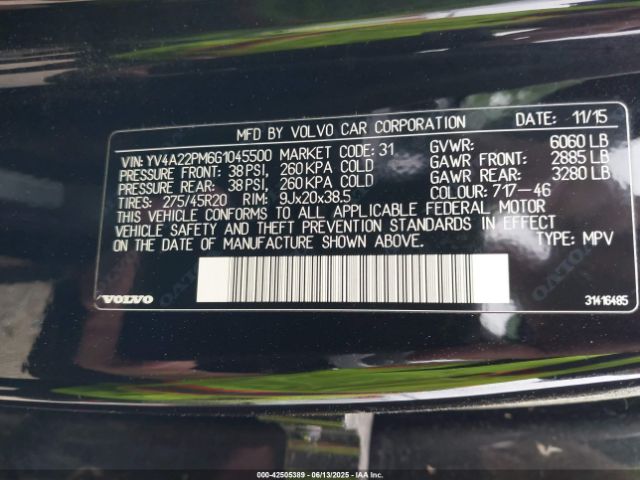 MFD BY VOLVO CAR CORPORATION 11/15
VIN: YV4A22PM6G1045500 MARKET CODE: 31 GVWR: 6060 LB
PRESSURE FRONT: 38 PSI, 260 KPA COLD GAWR FRONT: 2885 LB
PRESSURE REAR: 38 PSI, 260 KPA COLD GAWR REAR: 3280 LB
TIRES: 275/45R20 RIM: 9Jx20x38.5 COLOUR: 717-46
THIS VEHICLE CONFORMS TO ALL APPLICABLE FEDERAL MOTOR
VEHICLE SAFETY AND THEFT PREVENTION STANDARDS IN EFFECT
ON DATE OF MANUFACTURE SHOWN ABOVE. TYPE: MPV
VOLVO 31416485
000-42505389 - 06/13/2025 - IAA Inc.